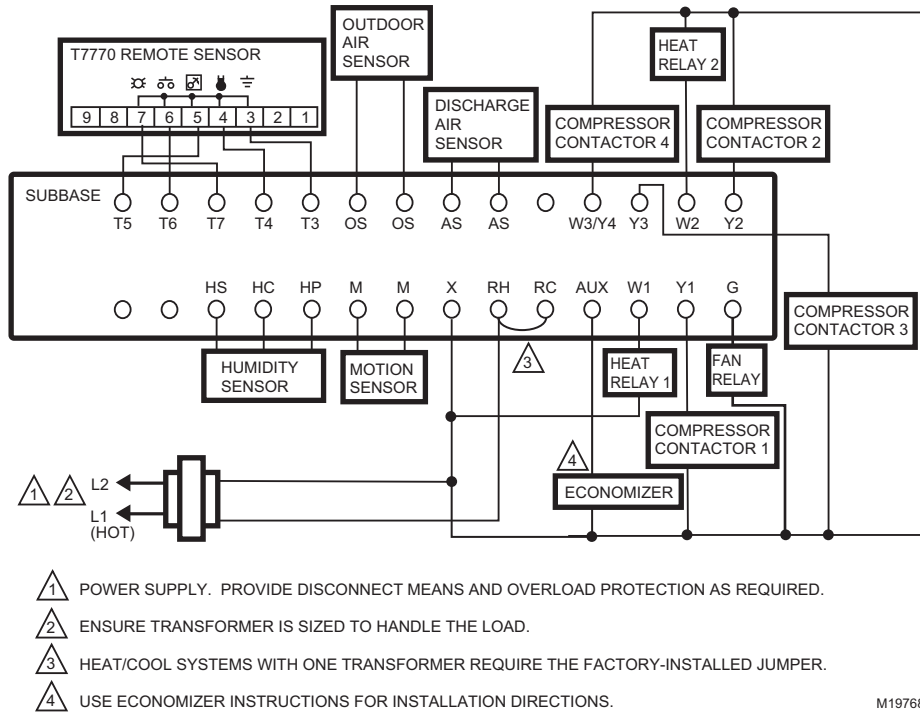 OUTDOOR
AIR
SENSOR
HEAT
RELAY 2
T7770 REMOTE SENSOR
9 8 7 6 5 4 3 2 1
DISCHARGE
AIR
SENSOR
COMPRESSOR
CONTACTOR 4
COMPRESSOR
CONTACTOR 2
SUBBASE
T5 T6 T7 T4 T3 OS OS AS AS W3/Y4 Y3 W2 Y2
HS HC HP M M X RH RC AUX W1 Y1 G
COMPRESSOR
CONTACTOR 3
HUMIDITY
SENSOR
MOTION
SENSOR
3
HEAT
RELAY 1
FAN
RELAY
COMPRESSOR
CONTACTOR 1
4
ECONOMIZER
1 2 L2
L1
(HOT)
1 POWER SUPPLY. PROVIDE DISCONNECT MEANS AND OVERLOAD PROTECTION AS REQUIRED.
2 ENSURE TRANSFORMER IS SIZED TO HANDLE THE LOAD.
3 HEAT/COOL SYSTEMS WITH ONE TRANSFORMER REQUIRE THE FACTORY-INSTALLED JUMPER.
4 USE ECONOMIZER INSTRUCTIONS FOR INSTALLATION DIRECTIONS.